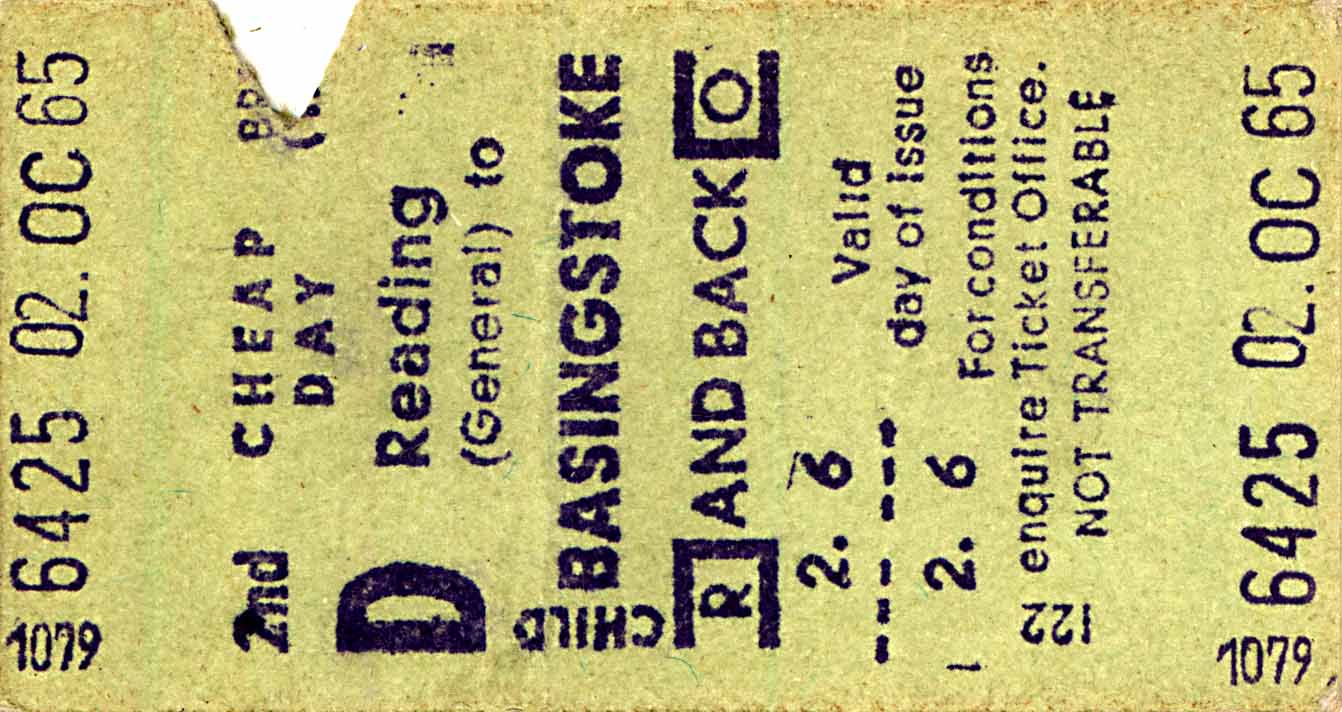 1079 6425 02. OC 65
2nd CHEAP
DAY
D Reading
(General) to
CHILD
BASINGSTOKE
R AND BACK O
2. 6 Valid
day of issue
2. 6 For conditions
122 enquire Ticket Office.
NOT TRANSFERABLE
1079 6425 02. OC 65